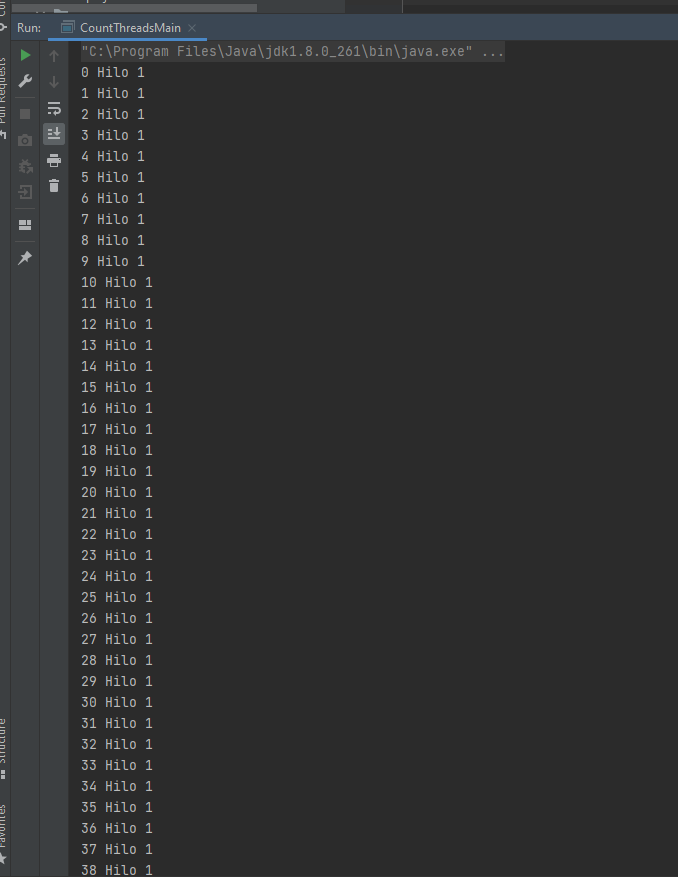 Run: CountThreadsMain
"C:\Program Files\Java\jdk1.8.0_261\bin\java.exe" ...
0 Hilo 1
1 Hilo 1
2 Hilo 1
3 Hilo 1
4 Hilo 1
5 Hilo 1
6 Hilo 1
7 Hilo 1
8 Hilo 1
9 Hilo 1
10 Hilo 1
11 Hilo 1
12 Hilo 1
13 Hilo 1
14 Hilo 1
15 Hilo 1
16 Hilo 1
17 Hilo 1
18 Hilo 1
19 Hilo 1
20 Hilo 1
21 Hilo 1
22 Hilo 1
23 Hilo 1
24 Hilo 1
25 Hilo 1
26 Hilo 1
27 Hilo 1
28 Hilo 1
29 Hilo 1
30 Hilo 1
31 Hilo 1
32 Hilo 1
33 Hilo 1
34 Hilo 1
35 Hilo 1
36 Hilo 1
37 Hilo 1
38 Hilo 1
Pull Requests
Structure
Favorites